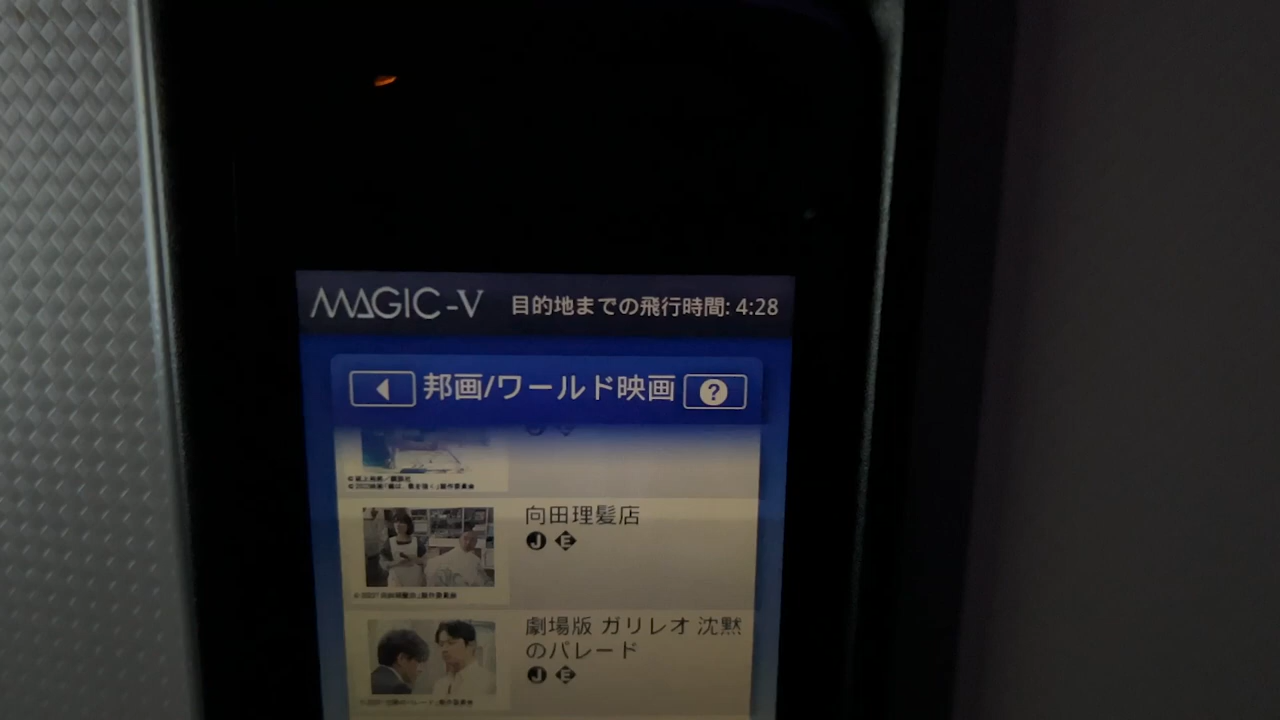 MAGIC-V 目的地までの飛行時間: 4:28
邦画/ワールド映画 ?
向田理髪店
J E
劇場版 ガリレオ 沈黙
のパレード
J E